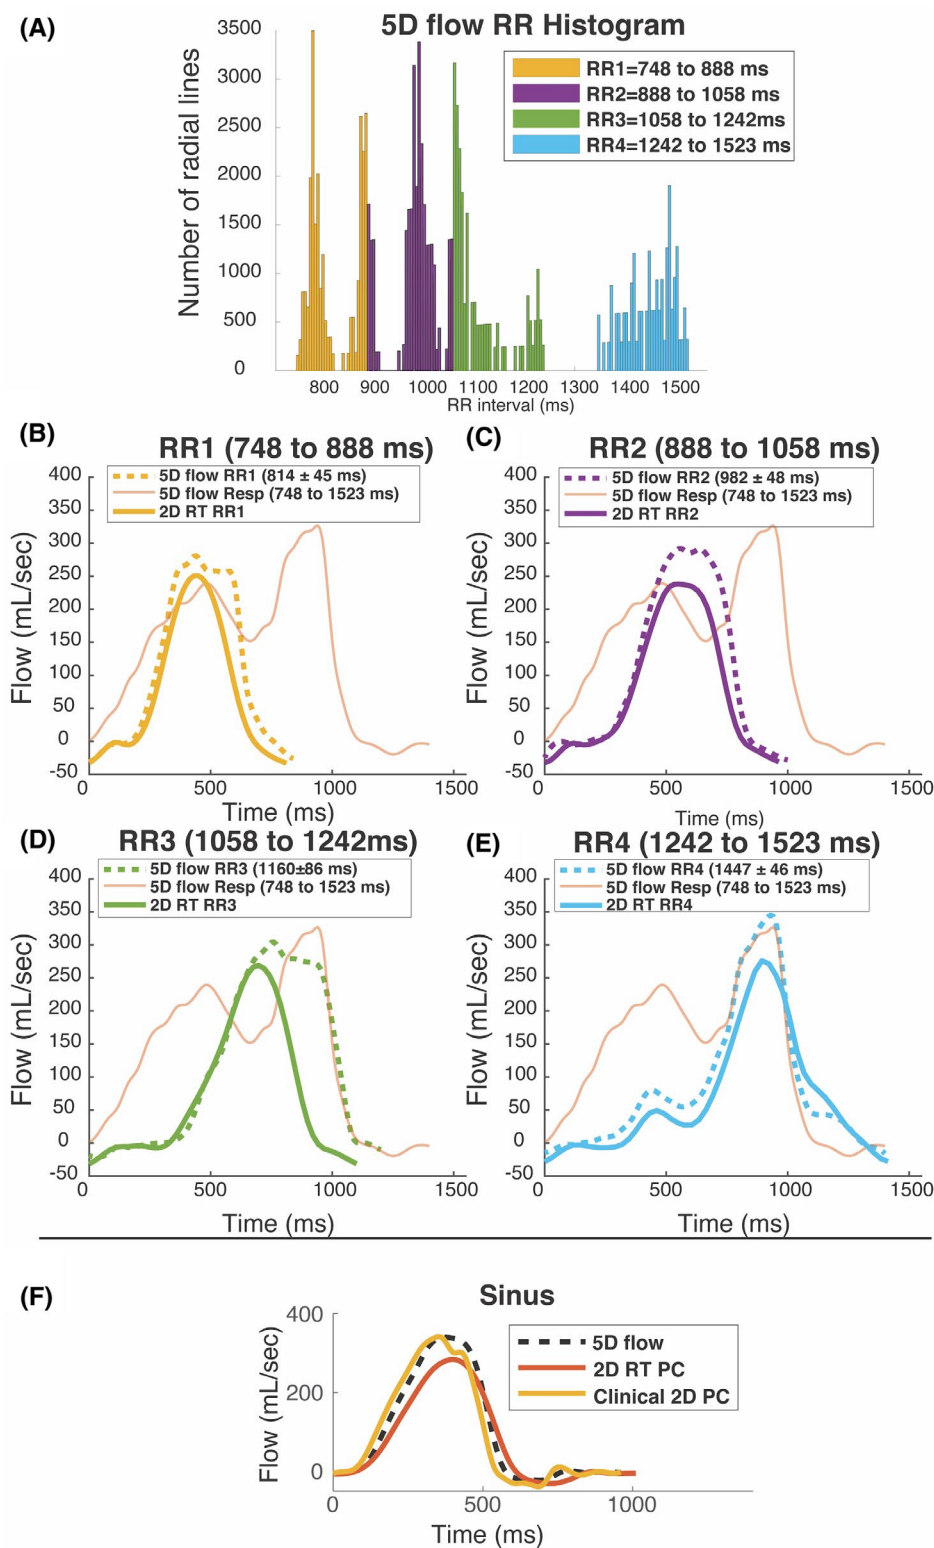 (A)
5D flow RR Histogram
Number of radial lines
3500
3000
2500
2000
1500
1000
500
0
RR1=748 to 888 ms
RR2=888 to 1058 ms
RR3=1058 to 1242ms
RR4=1242 to 1523 ms
800 900 1000 1100 1200 1300 1400 1500
RR interval (ms)
(B)
RR1 (748 to 888 ms)
5D flow RR1 (814 ± 45 ms)
5D flow Resp (748 to 1523 ms)
2D RT RR1
Flow (mL/sec)
400
350
300
250
200
150
100
50
0
-50
0 500 1000 1500
Time (ms)
(C)
RR2 (888 to 1058 ms)
5D flow RR2 (982 ± 48 ms)
5D flow Resp (748 to 1523 ms)
2D RT RR2
Flow (mL/sec)
400
350
300
250
200
150
100
50
0
-50
0 500 1000 1500
Time (ms)
(D)
RR3 (1058 to 1242ms)
5D flow RR3 (1160±86 ms)
5D flow Resp (748 to 1523 ms)
2D RT RR3
Flow (mL/sec)
400
350
300
250
200
150
100
50
0
-50
0 500 1000 1500
Time (ms)
(E)
RR4 (1242 to 1523 ms)
5D flow RR4 (1447 ± 46 ms)
5D flow Resp (748 to 1523 ms)
2D RT RR4
Flow (mL/sec)
400
350
300
250
200
150
100
50
0
-50
0 500 1000 1500
Time (ms)
(F)
Sinus
5D flow
2D RT PC
Clinical 2D PC
Flow (mL/sec)
400
200
0
0 500 1000
Time (ms)